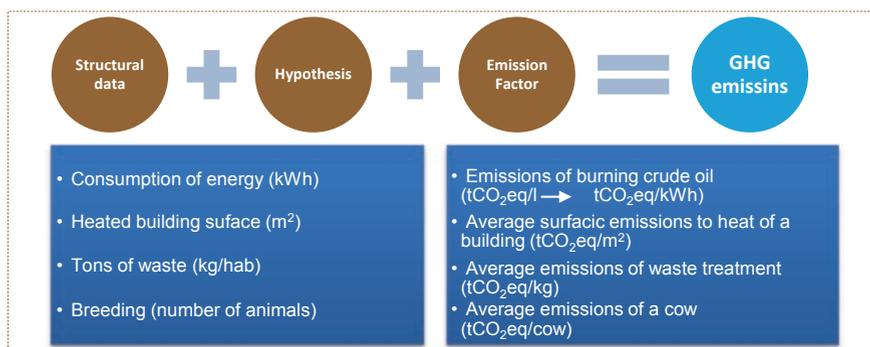 Structural
data
Hypothesis
Emission
Factor
GHG
emissins
• Consumption of energy (kWh)
• Heated building suface (m²)
• Tons of waste (kg/hab)
• Breeding (number of animals)
• Emissions of burning crude oil
(tCO₂eq/l → tCO₂eq/kWh)
• Average surfacic emissions to heat of a
building (tCO₂eq/m²)
• Average emissions of waste treatment
(tCO₂eq/kg)
• Average emissions of a cow
(tCO₂eq/cow)